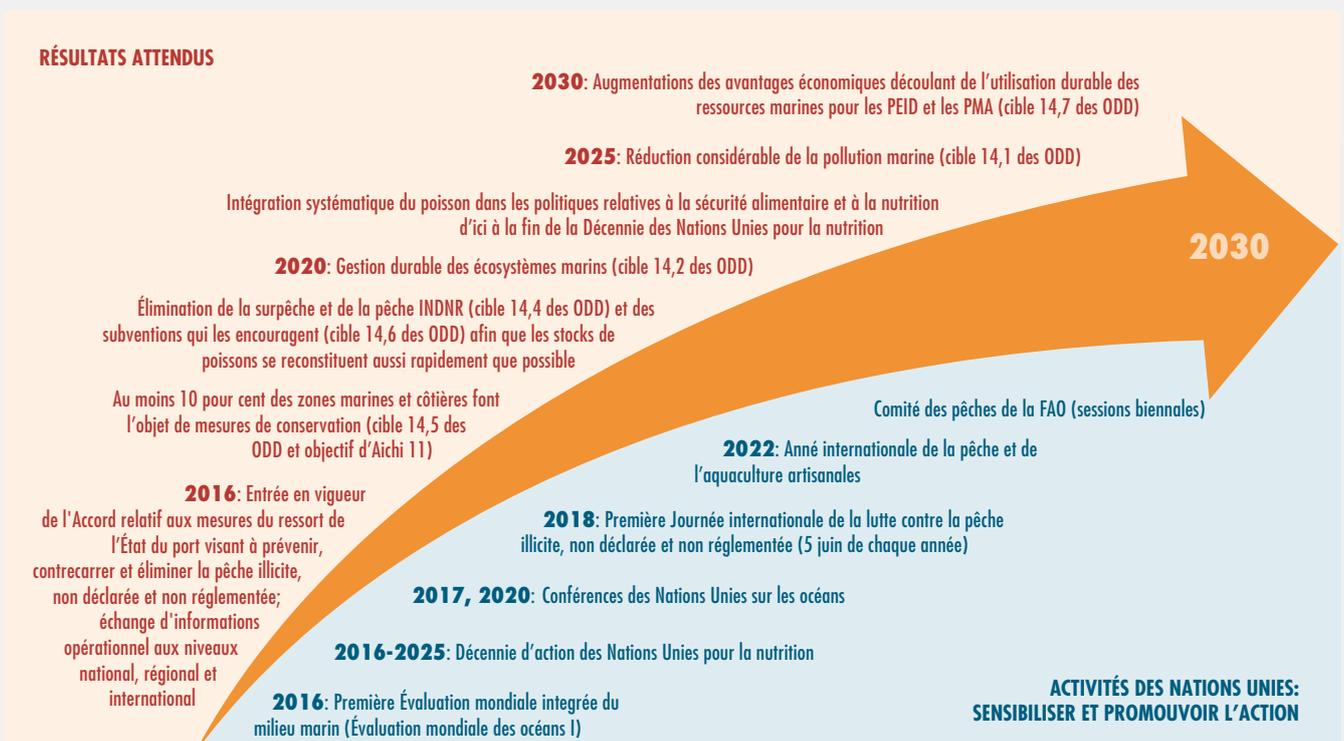 RÉSULTATS ATTENDUS
2030: Augmentations des avantages économiques découlant de l'utilisation durable des
ressources marines pour les PEID et les PMA (cible 14,7 des ODD)
2025: Réduction considérable de la pollution marine (cible 14,1 des ODD)
Intégration systématique du poisson dans les politiques relatives à la sécurité alimentaire et à la nutrition
d'ici à la fin de la Décennie des Nations Unies pour la nutrition
2020: Gestion durable des écosystèmes marins (cible 14,2 des ODD)
Élimination de la surpêche et de la pêche INDNR (cible 14,4 des ODD) et des
subventions qui les encouragent (cible 14,6 des ODD) afin que les stocks de
poissons se reconstituent aussi rapidement que possible
Au moins 10 pour cent des zones marines et côtières font
l'objet de mesures de conservation (cible 14,5 des
ODD et objectif d'Aichi 11)
2016: Entrée en vigueur
de l'Accord relatif aux mesures du ressort de
l'État du port visant à prévenir,
contrecarrer et éliminer la pêche illicite,
non déclarée et non réglementée;
échange d'informations
opérationnel aux niveaux
national, régional et
international
2030
Comité des pêches de la FAO (sessions biennales)
2022: Anné internationale de la pêche et de
l'aquaculture artisanales
2018: Première Journée internationale de la lutte contre la pêche
illicite, non déclarée et non réglementée (5 juin de chaque année)
2017, 2020: Conférences des Nations Unies sur les océans
2016-2025: Décennie d'action des Nations Unies pour la nutrition
2016: Première Évaluation mondiale integrée du
milieu marin (Évaluation mondiale des océans I)
ACTIVITÉS DES NATIONS UNIES:
SENSIBILISER ET PROMOUVOIR L'ACTION